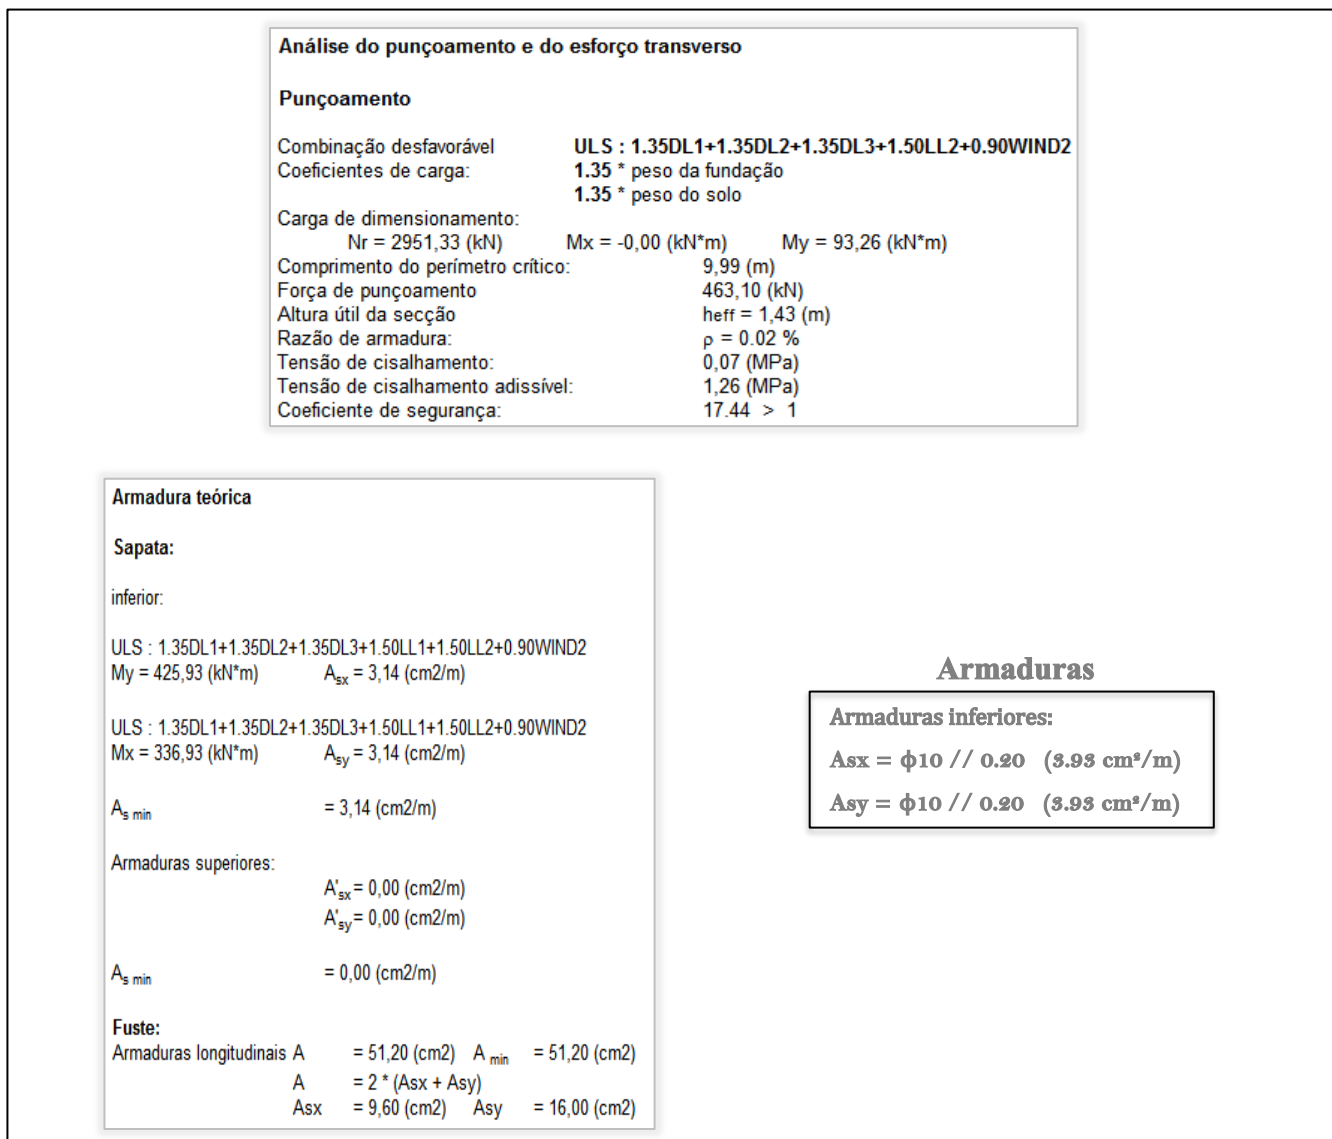 Análise do punçoamento e do esforço transverso
Punçoamento
Combinação desfavorável ULS : 1.35DL1+1.35DL2+1.35DL3+1.50LL2+0.90WIND2
Coeficientes de carga: 1.35 * peso da fundação
1.35 * peso do solo
Carga de dimensionamento:
Nr = 2951,33 (kN) Mx = -0,00 (kN*m) My = 93,26 (kN*m)
Comprimento do perímetro crítico: 9,99 (m)
Força de punçoamento 463,10 (kN)
Altura útil da secção heff = 1,43 (m)
Razão de armadura: ρ = 0.02 %
Tensão de cisalhamento: 0,07 (MPa)
Tensão de cisalhamento adissível: 1,26 (MPa)
Coeficiente de segurança: 17.44 > 1
Armadura teórica
Sapata:
inferior:
ULS : 1.35DL1+1.35DL2+1.35DL3+1.50LL1+1.50LL2+0.90WIND2
My = 425,93 (kN*m) Asx = 3,14 (cm2/m)
ULS : 1.35DL1+1.35DL2+1.35DL3+1.50LL1+1.50LL2+0.90WIND2
Mx = 336,93 (kN*m) Asy = 3,14 (cm2/m)
As min = 3,14 (cm2/m)
Armaduras superiores:
A'sx = 0,00 (cm2/m)
A'sy = 0,00 (cm2/m)
As min = 0,00 (cm2/m)
Fuste:
Armaduras longitudinais A = 51,20 (cm2) A min = 51,20 (cm2)
A = 2 * (Asx + Asy)
Asx = 9,60 (cm2) Asy = 16,00 (cm2)
Armaduras
Armaduras inferiores:
Asx = ϕ10 // 0.20 (3.93 cm²/m)
Asy = ϕ10 // 0.20 (3.93 cm²/m)